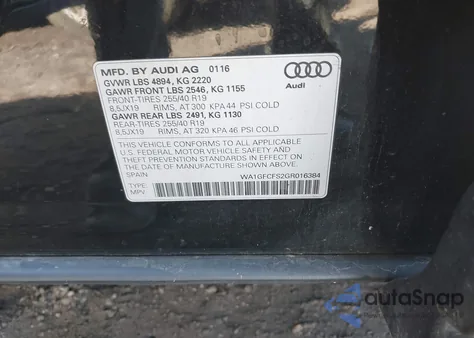 MFD. BY AUDI AG 0116
GVWR LBS 4894, KG 2220
GAWR FRONT LBS 2546, KG 1155
FRONT-TIRES 255/40 R19
8,5JX19 RIMS, AT 300 KPA 44 PSI COLD
GAWR REAR LBS 2491, KG 1130
REAR-TIRES 255/40 R19
8,5JX19 RIMS, AT 320 KPA 46 PSI COLD
Audi
THIS VEHICLE CONFORMS TO ALL APPLICABLE
U.S. FEDERAL MOTOR VEHICLE SAFETY AND
THEFT PREVENTION STANDARDS IN EFFECT ON
THE DATE OF MANUFACTURE SHOWN ABOVE.
SPAIN
TYPE: WA1GFCFS2GR016384
MPV
autoSnap